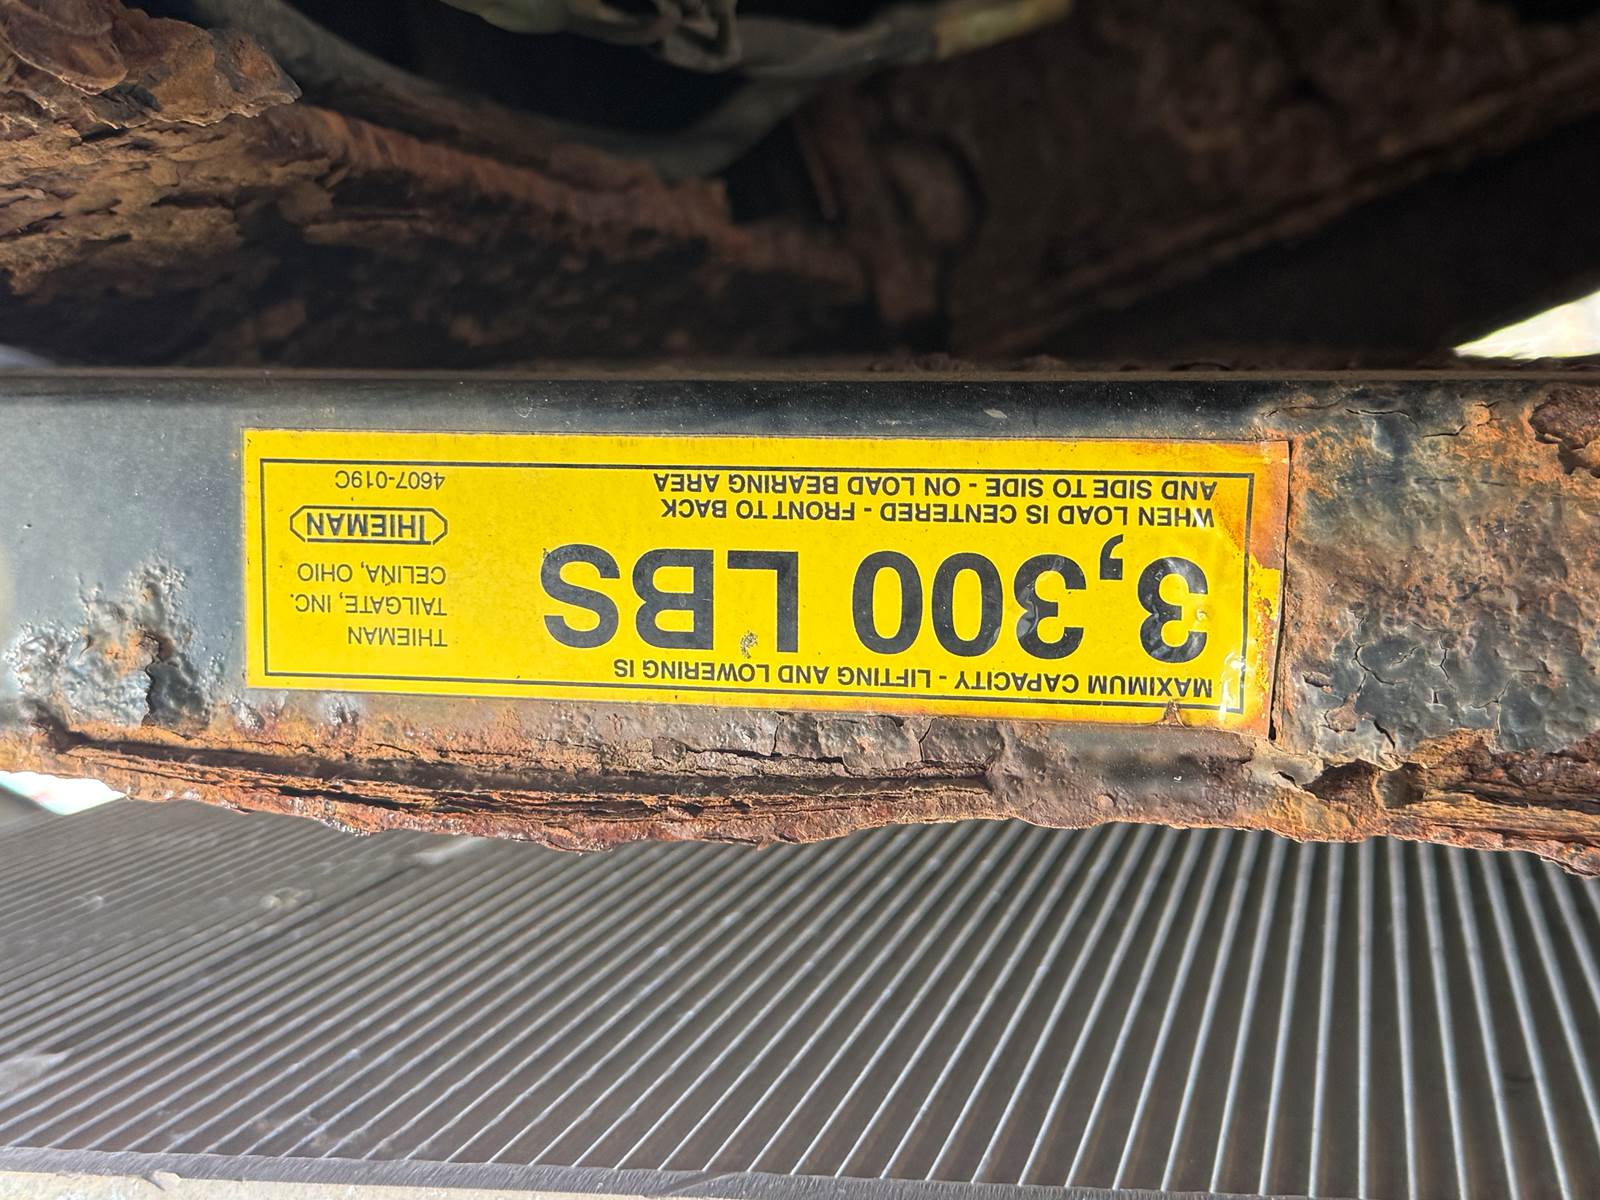 MAXIMUM CAPACITY - LIFTING AND LOWERING IS
3,300 LBS
WHEN LOAD IS CENTERED - FRONT TO BACK
AND SIDE TO SIDE - ON LOAD BEARING AREA
THIEMAN
TAILGATE, INC.
CELINA, OHIO
THIEMAN
4607-019C